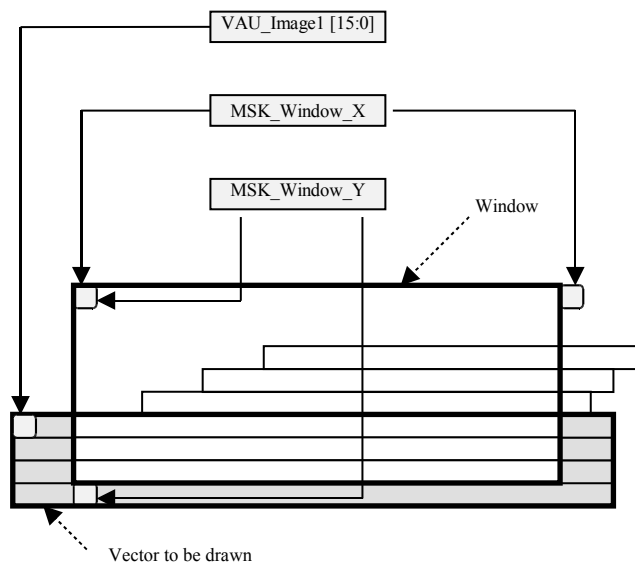 VAU_Image1 [15:0]
MSK_Window_X
MSK_Window_Y
Window
Vector to be drawn